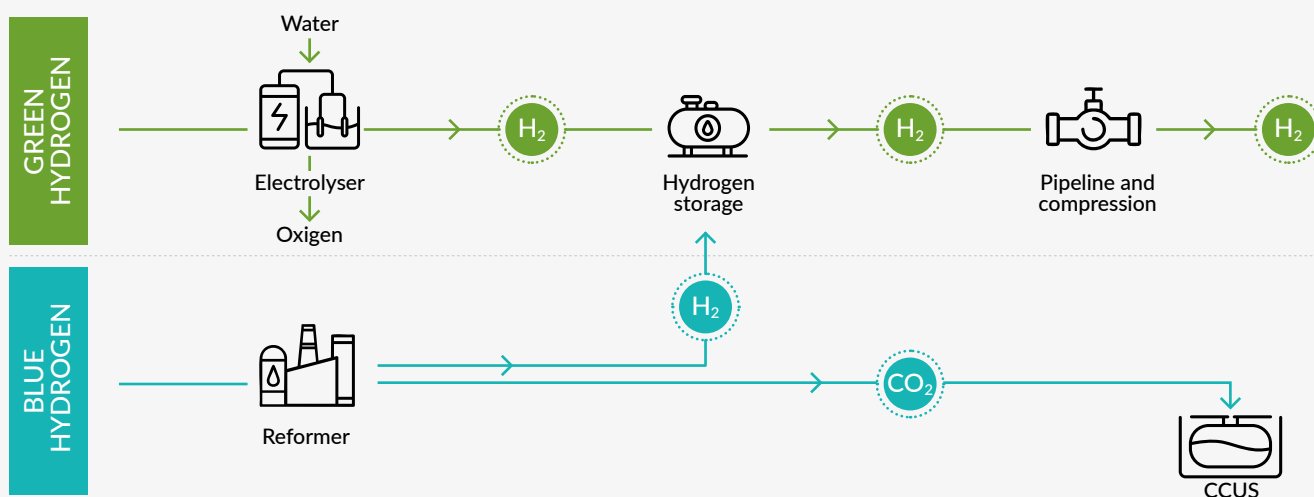 GREEN
HYDROGEN
Water
Electrolyser
Oxigen
H₂
Hydrogen
storage
H₂
Pipeline and
compression
H₂
BLUE
HYDROGEN
Reformer
H₂
CO₂
CCUS